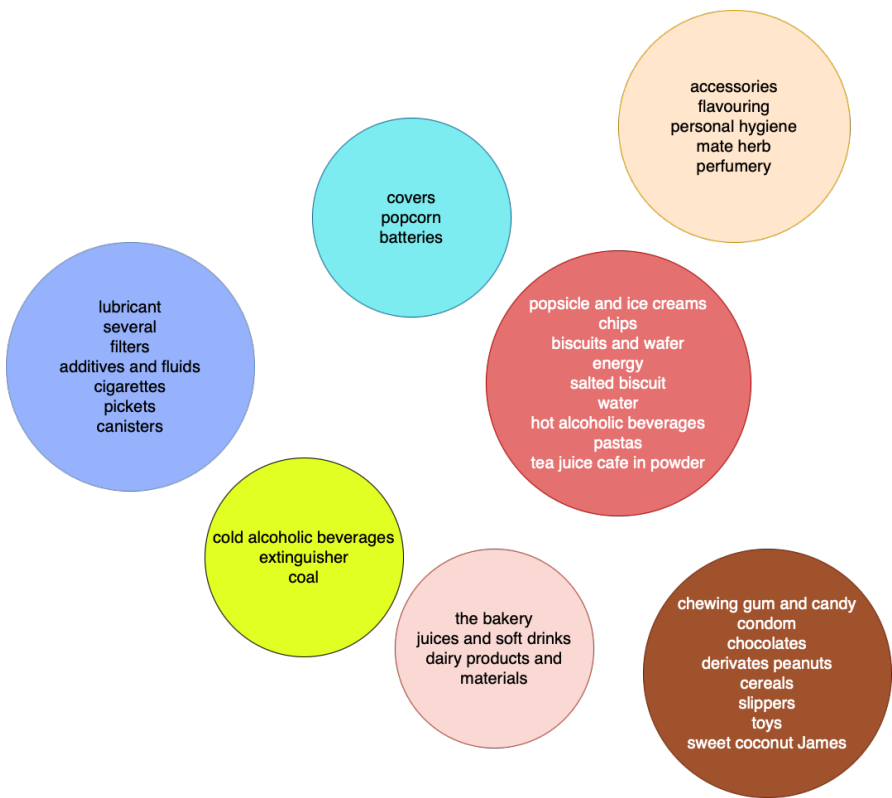 accessories
flavouring
personal hygiene
mate herb
perfumery
covers
popcorn
batteries
lubricant
several
filters
additives and fluids
cigarettes
pickets
canisters
popsicle and ice creams
chips
biscuits and wafer
energy
salted biscuit
water
hot alcoholic beverages
pastas
tea juice cafe in powder
cold alcoholic beverages
extinguisher
coal
the bakery
juices and soft drinks
dairy products and
materials
chewing gum and candy
condom
chocolates
derivates peanuts
cereals
slippers
toys
sweet coconut James